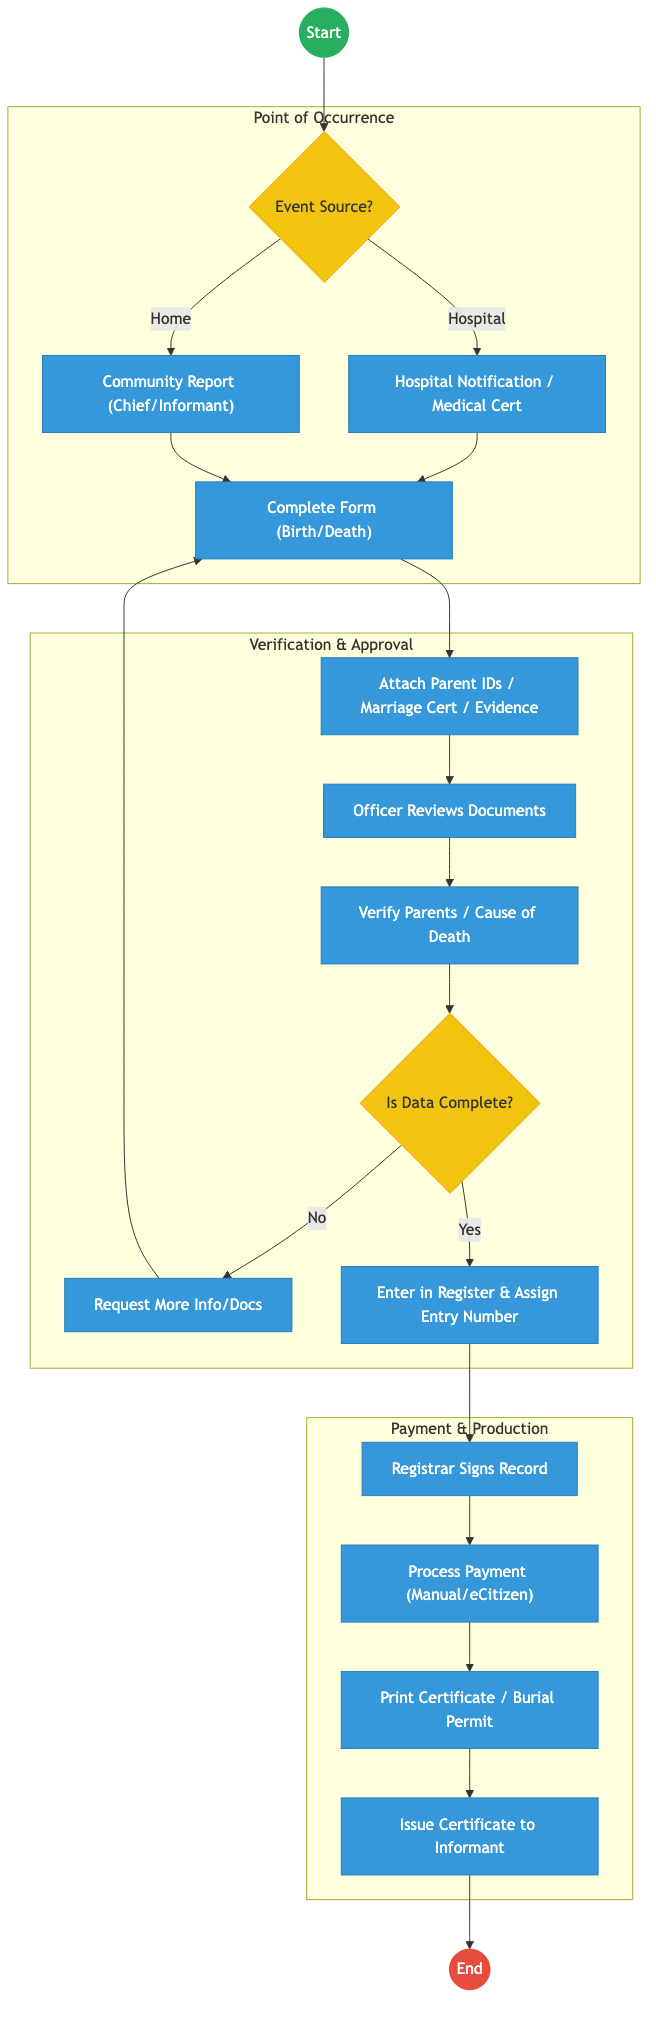 Start
Point of Occurrence
Event Source?
Home
Hospital
Community Report
(Chief/Informant)
Hospital Notification /
Medical Cert
Complete Form
(Birth/Death)
Verification & Approval
Attach Parent IDs /
Marriage Cert / Evidence
Officer Reviews Documents
Verify Parents / Cause of
Death
Is Data Complete?
No
Yes
Request More Info/Docs
Enter in Register & Assign
Entry Number
Payment & Production
Registrar Signs Record
Process Payment
(Manual/eCitizen)
Print Certificate / Burial
Permit
Issue Certificate to
Informant
End